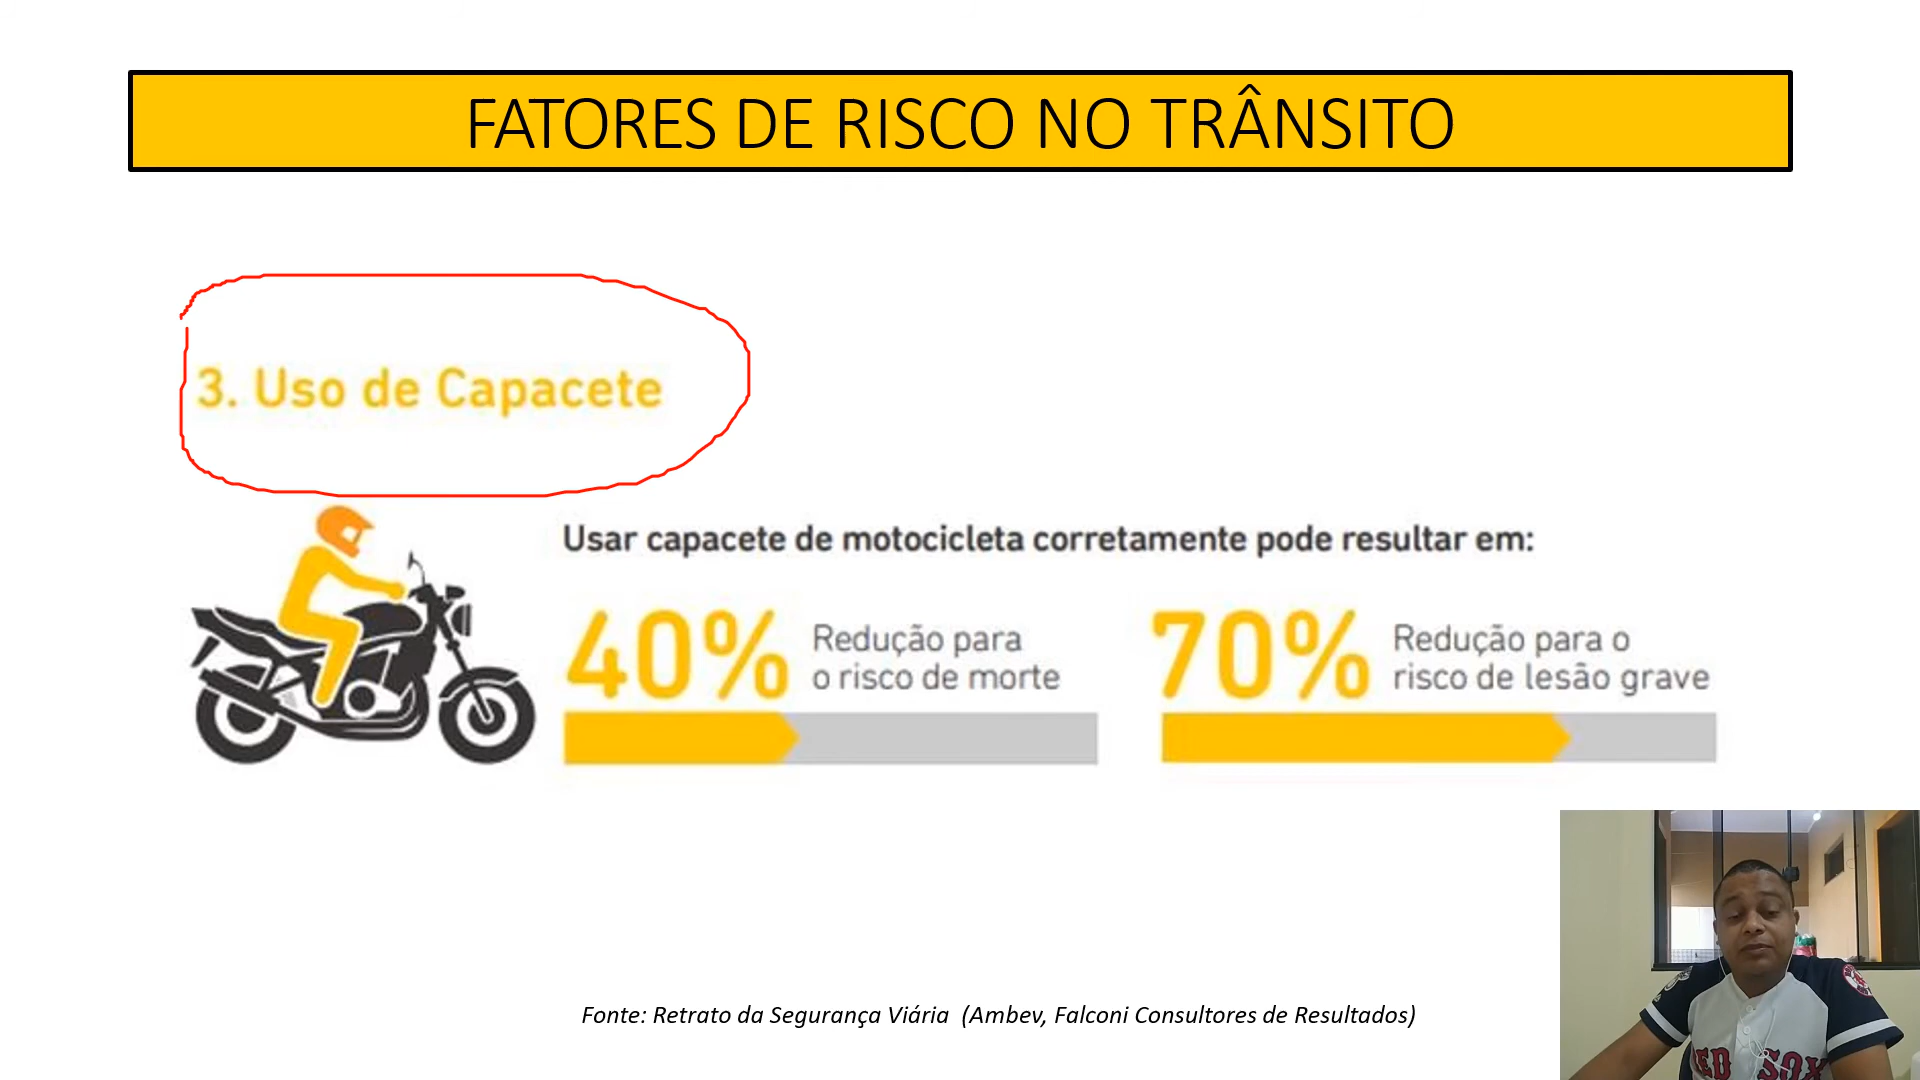 FATORES DE RISCO NO TRÂNSITO
3. Uso de Capacete
Usar capacete de motocicleta corretamente pode resultar em:
40% Redução para
o risco de morte
70% Redução para o
risco de lesão grave
Fonte: Retrato da Segurança Viária (Ambev, Falconi Consultores de Resultados)
RED SOX